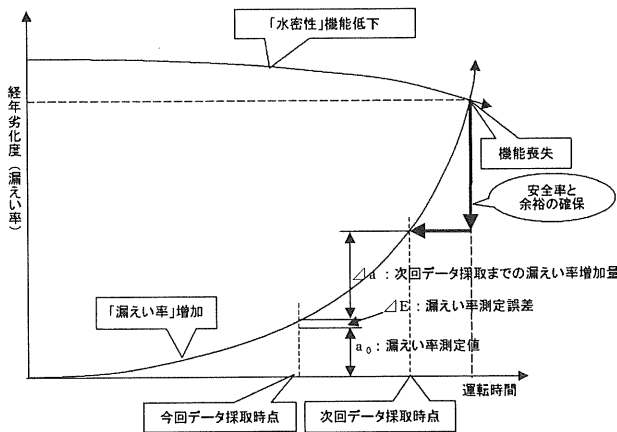 「水密性」機能低下
経年劣化度（漏えい率）
機能喪失
安全率と
余裕の確保
⊿a：次回データ採取までの漏えい率増加量
⊿E：漏えい率測定誤差
「漏えい率」増加
a₀：漏えい率測定値
運転時間
今回データ採取時点
次回データ採取時点